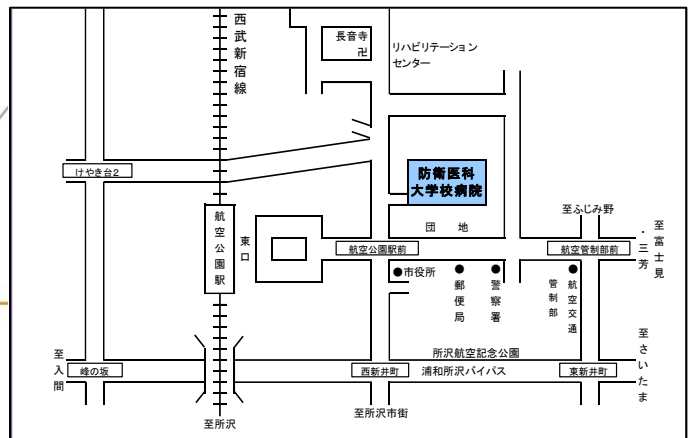 西武新宿線
長音寺
卍
リハビリテーション
センター
けやき台2
防衛医科
大学校病院
航空公園駅
東口
団 地
至ふじみ野
至富士見
・三芳
航空公園駅前
航空管制部前
●市役所
●郵便局
●警察署
●航空交通
管制部
至入間
峰の坂
所沢航空記念公園
西新井町
浦和所沢バイパス
東新井町
至さいたま
至所沢
至所沢市街